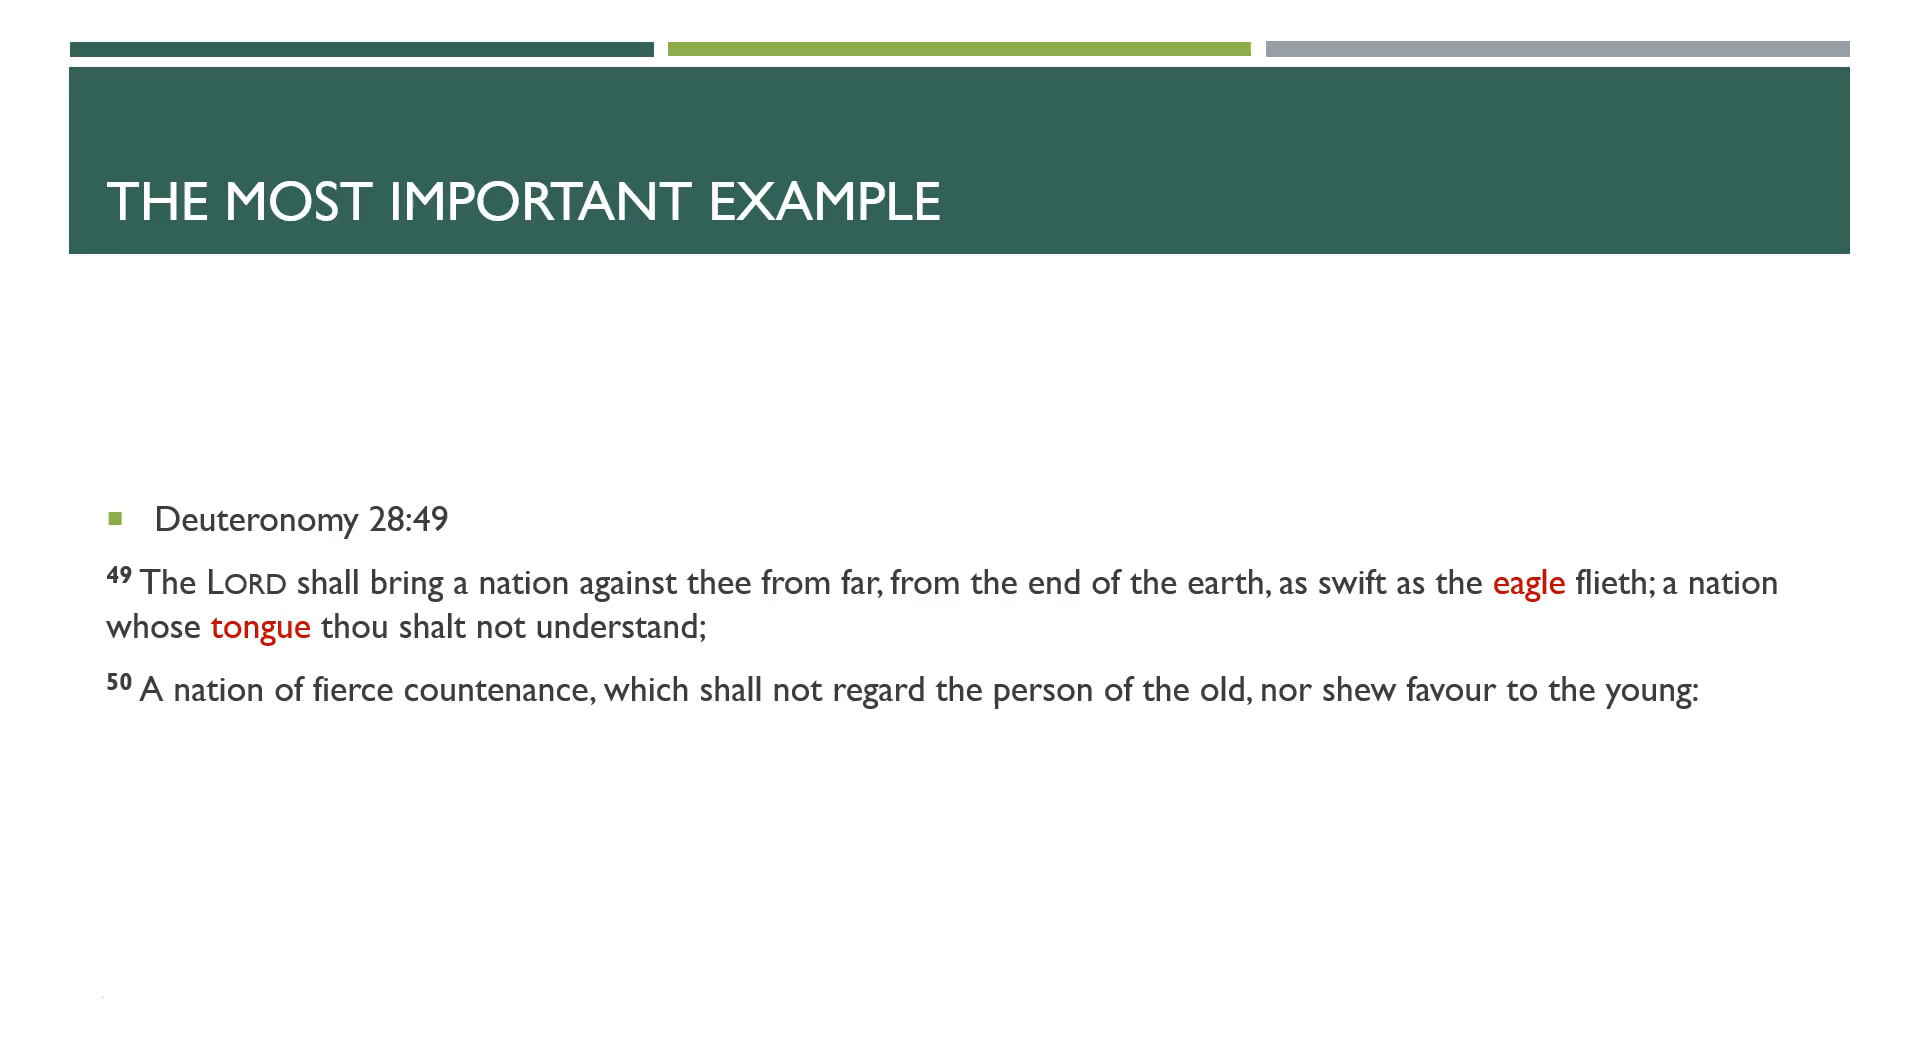 THE MOST IMPORTANT EXAMPLE
Deuteronomy 28:49
49 The LORD shall bring a nation against thee from far, from the end of the earth, as swift as the eagle flieth; a nation
whose tongue thou shalt not understand;
50 A nation of fierce countenance, which shall not regard the person of the old, nor shew favour to the young: